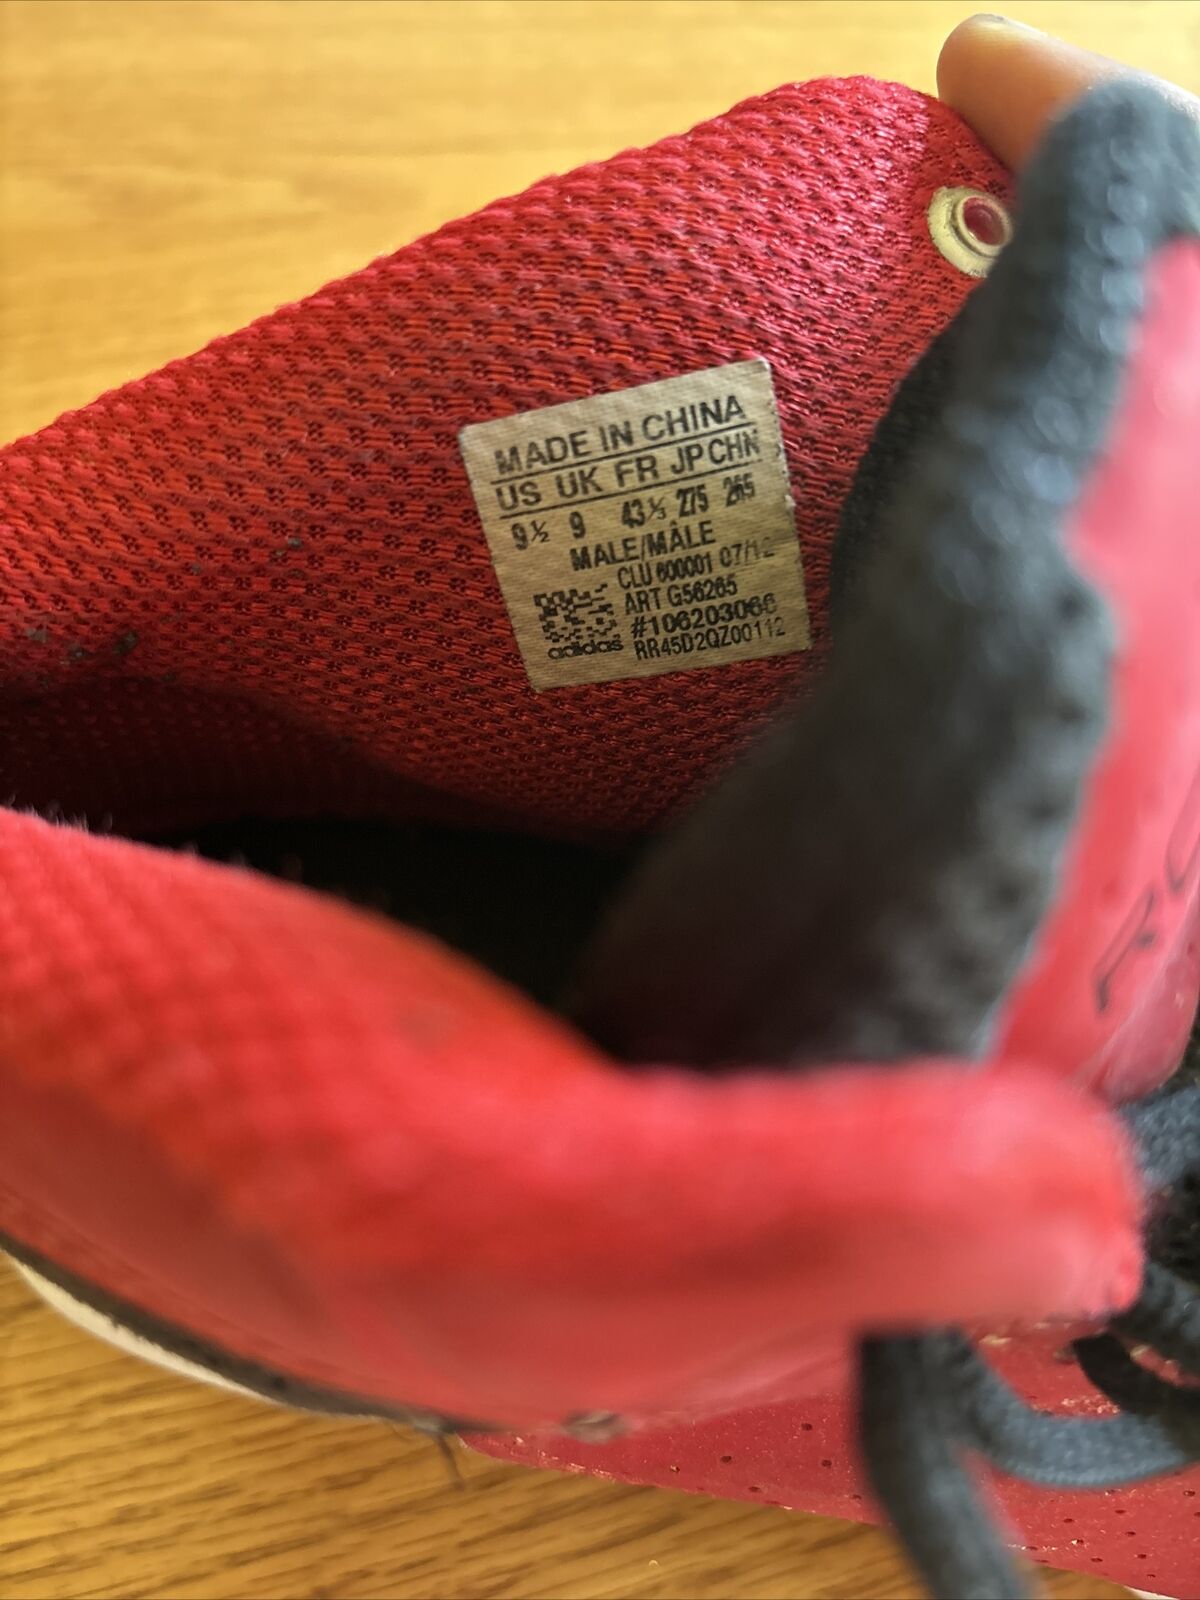 MADE IN CHINA
US UK FR JP CHN
9½ 9 43⅓ 275 265
MALE/MÂLE
CLU 600001 07/12
ART G56265
#106203066
adidas RR45D2QZ00112